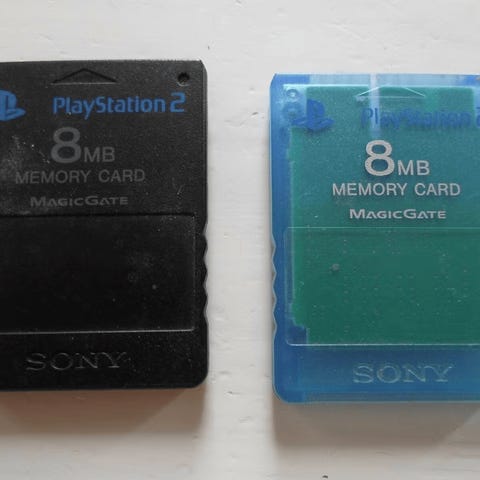 PlayStation 2
8MB
MEMORY CARD
MAGICGATE
SONY
PlayStation 2
8MB
MEMORY CARD
MAGICGATE
SONY